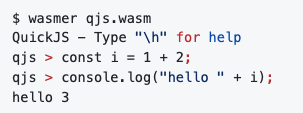 $ wasmer qjs.wasm
QuickJS — Type "\h" for help
qjs > const i = 1 + 2;
qjs > console.log("hello " + i);
hello 3